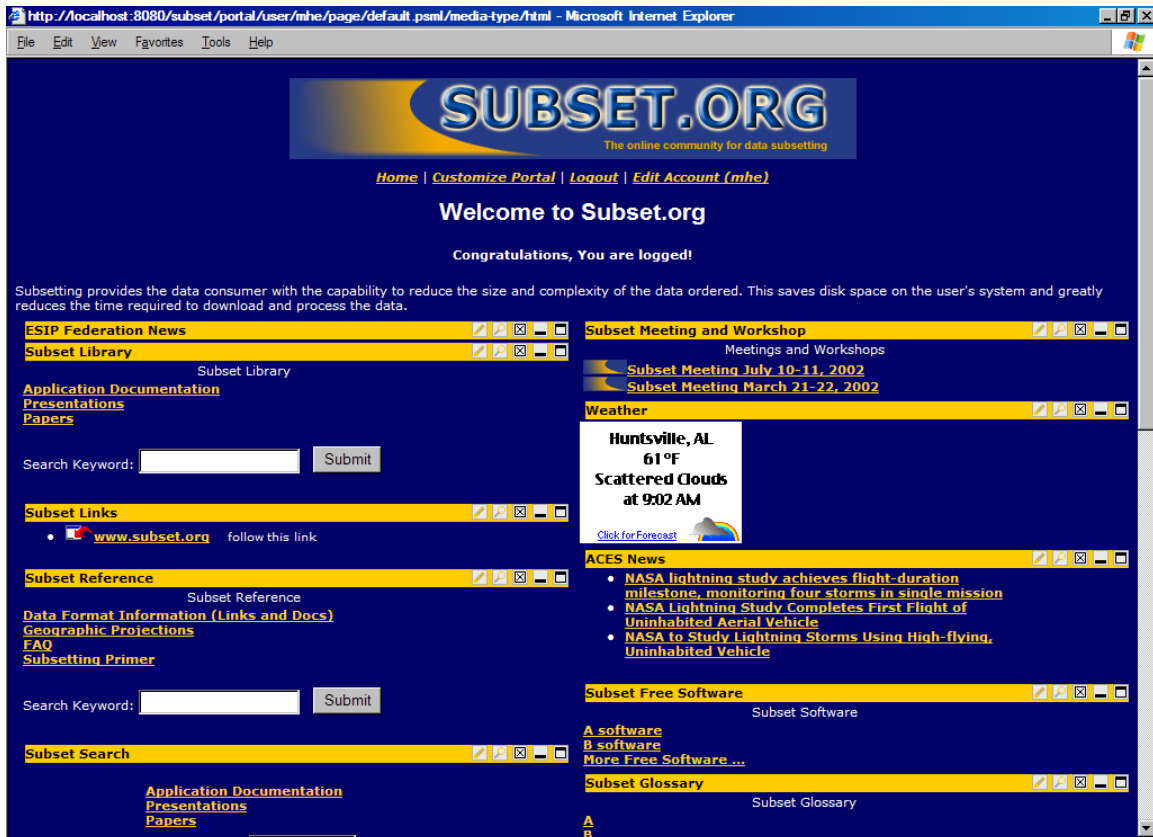 http://localhost:8080/subset/portal/user/mhe/page/default.psml/media-type/html - Microsoft Internet Explorer
File Edit View Favorites Tools Help
SUBSET.ORG
The online community for data subsetting
Home | Customize Portal | Logout | Edit Account (mhe)
Welcome to Subset.org
Congratulations, You are logged!
Subsetting provides the data consumer with the capability to reduce the size and complexity of the data ordered. This saves disk space on the user's system and greatly
reduces the time required to download and process the data.
ESIP Federation News
Subset Library
Subset Library
Application Documentation
Presentations
Papers
Search Keyword: Submit
Subset Links
• www.subset.org follow this link
Subset Reference
Subset Reference
Data Format Information (Links and Docs)
Geographic Projections
FAQ
Subsetting Primer
Search Keyword: Submit
Subset Search
Application Documentation
Presentations
Papers
Subset Meeting and Workshop
Meetings and Workshops
Subset Meeting July 10-11, 2002
Subset Meeting March 21-22, 2002
Weather
Huntsville, AL
61°F
Scattered Clouds
at 9:02 AM
Click for Forecast
ACES News
• NASA lightning study achieves flight-duration
milestone, monitoring four storms in single mission
• NASA Lightning Study Completes First Flight of
Uninhabited Aerial Vehicle
• NASA to Study Lightning Storms Using High-flying,
Uninhabited Vehicle
Subset Free Software
Subset Software
A software
B software
More Free Software ...
Subset Glossary
Subset Glossary
A
B